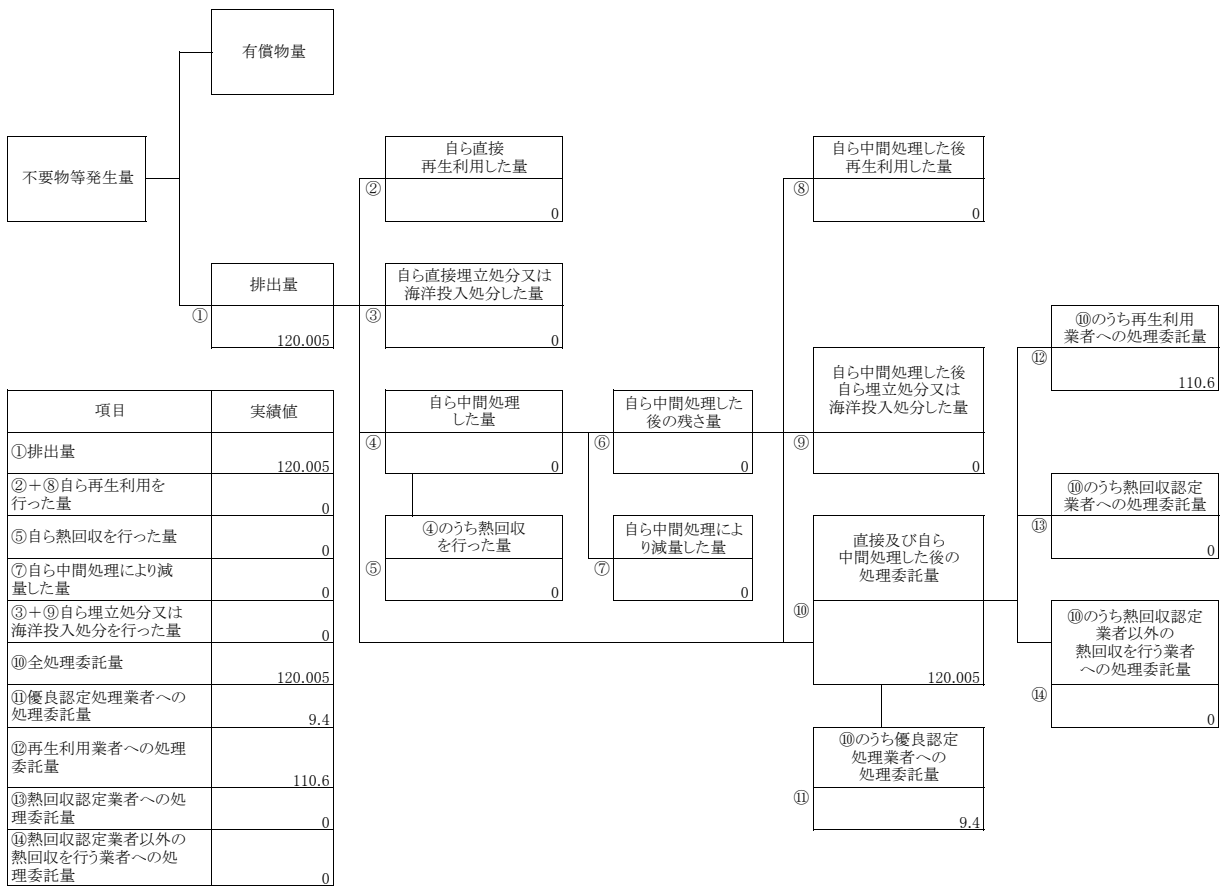 有償物量
不要物等発生量
排出量
①
120.005
自ら直接
再生利用した量
②
0
自ら直接埋立処分又は
海洋投入処分した量
③
0
自ら中間処理
した量
④
0
④のうち熱回収
を行った量
⑤
0
自ら中間処理した
後の残さ量
⑥
0
自ら中間処理によ
り減量した量
⑦
0
自ら中間処理した後
再生利用した量
⑧
0
自ら中間処理した後
自ら埋立処分又は
海洋投入処分した量
⑨
0
直接及び自ら
中間処理した後の
処理委託量
⑩
120.005
⑩のうち優良認定
処理業者への
処理委託量
⑪
9.4
⑩のうち再生利用
業者への処理委託量
⑫
110.6
⑩のうち熱回収認定
業者への処理委託量
⑬
0
⑩のうち熱回収認定
業者以外の
熱回収を行う業者
への処理委託量
⑭
0
項目 実績値
①排出量
120.005
②+⑧自ら再生利用を
行った量
0
⑤自ら熱回収を行った量
0
⑦自ら中間処理により減
量した量
0
③+⑨自ら埋立処分又は
海洋投入処分を行った量
0
⑩全処理委託量
120.005
⑪優良認定処理業者への
処理委託量
9.4
⑫再生利用業者への処理
委託量
110.6
⑬熱回収認定業者への処
理委託量
0
⑭熱回収認定業者以外の
熱回収を行う業者への処
理委託量
0